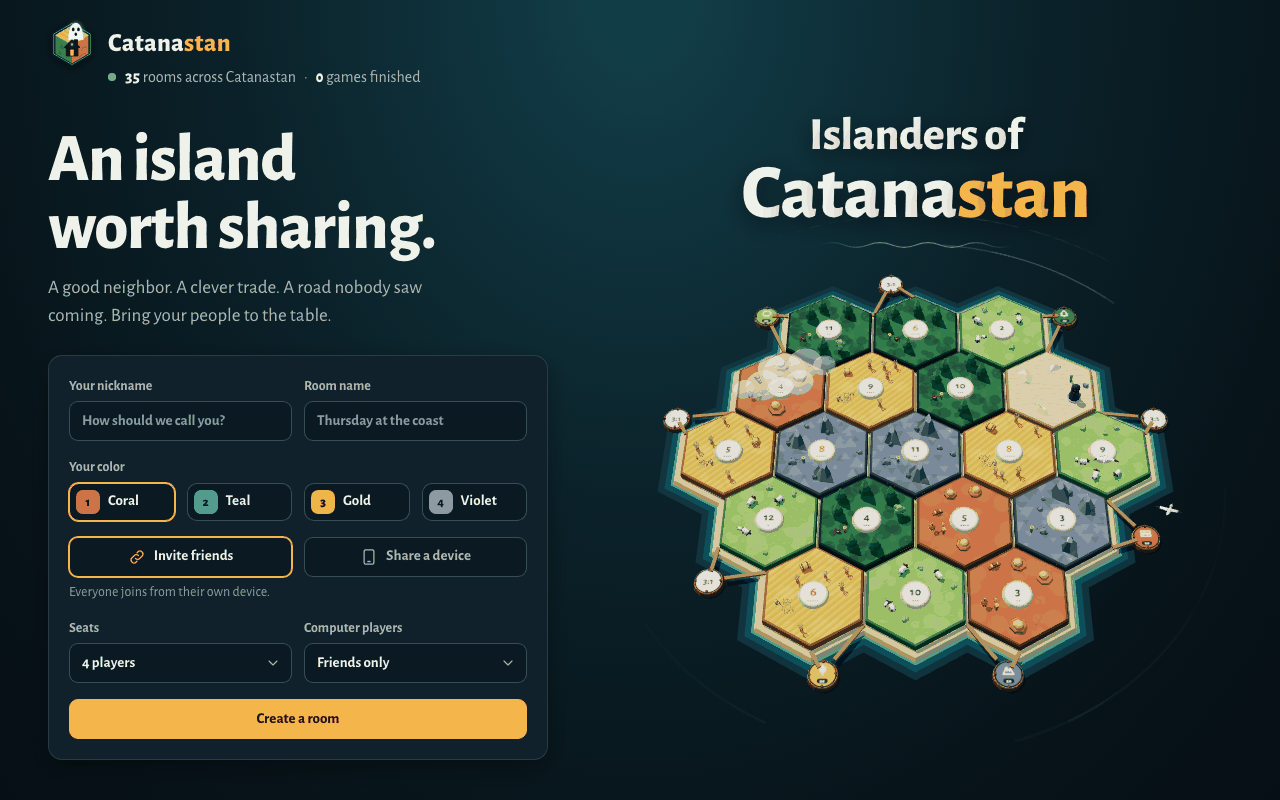 Catanastan
35 rooms across Catanastan · 0 games finished
An island
worth sharing.
A good neighbor. A clever trade. A road nobody saw
coming. Bring your people to the table.
Your nickname
Room name
How should we call you?
Thursday at the coast
Your color
1 Coral
2 Teal
3 Gold
4 Violet
Invite friends
Share a device
Everyone joins from their own device.
Seats
Computer players
4 players
Friends only
Create a room
Islanders of
Catanastan
3:1
11 6 2
4 9 10
3:1 3:1
5 8 11 8 9
12 4 5 3
3:1
6 10 3